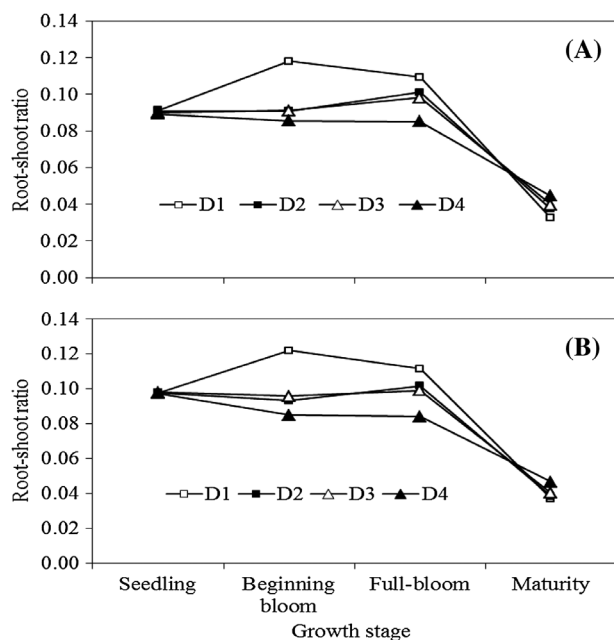 0.14
(A)
0.12
0.10
0.08
0.06
0.04
0.02
0.00
Root-shoot ratio
D1 D2 D3 D4
0.14
(B)
0.12
0.10
0.08
0.06
0.04
0.02
0.00
Root-shoot ratio
D1 D2 D3 D4
Seedling Beginning Full-bloom Maturity
bloom
Growth stage